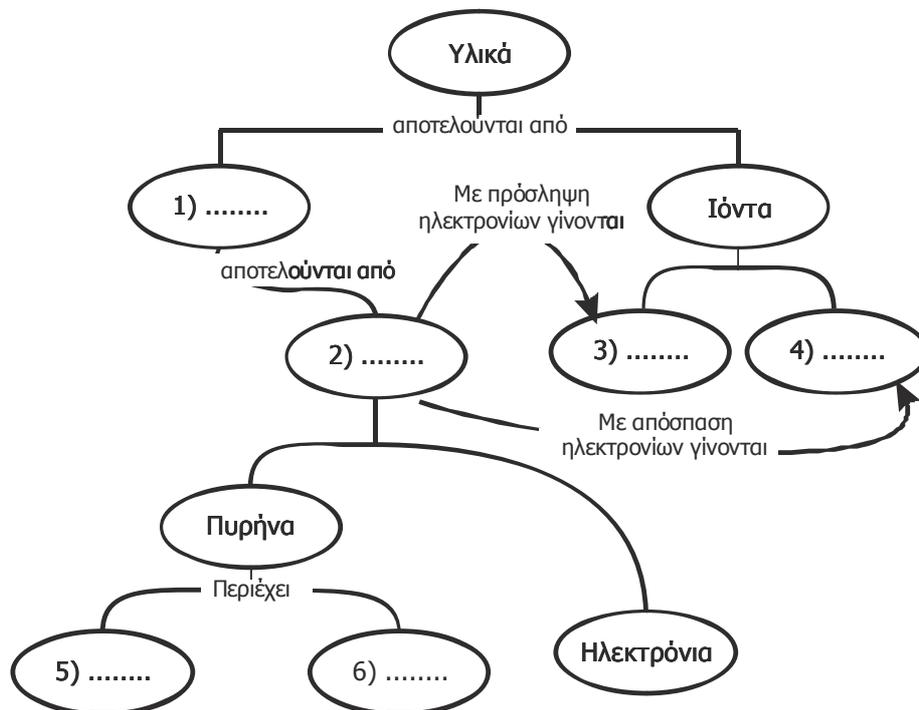 Υλικά
αποτελούνται από
1) ........
Με πρόσληψη
ηλεκτρονίων γίνονται
Ιόντα
αποτελούνται από
2) ........
3) ........
4) ........
Με απόσπαση
ηλεκτρονίων γίνονται
Πυρήνα
Περιέχει
Ηλεκτρόνια
5) ........
6) ........